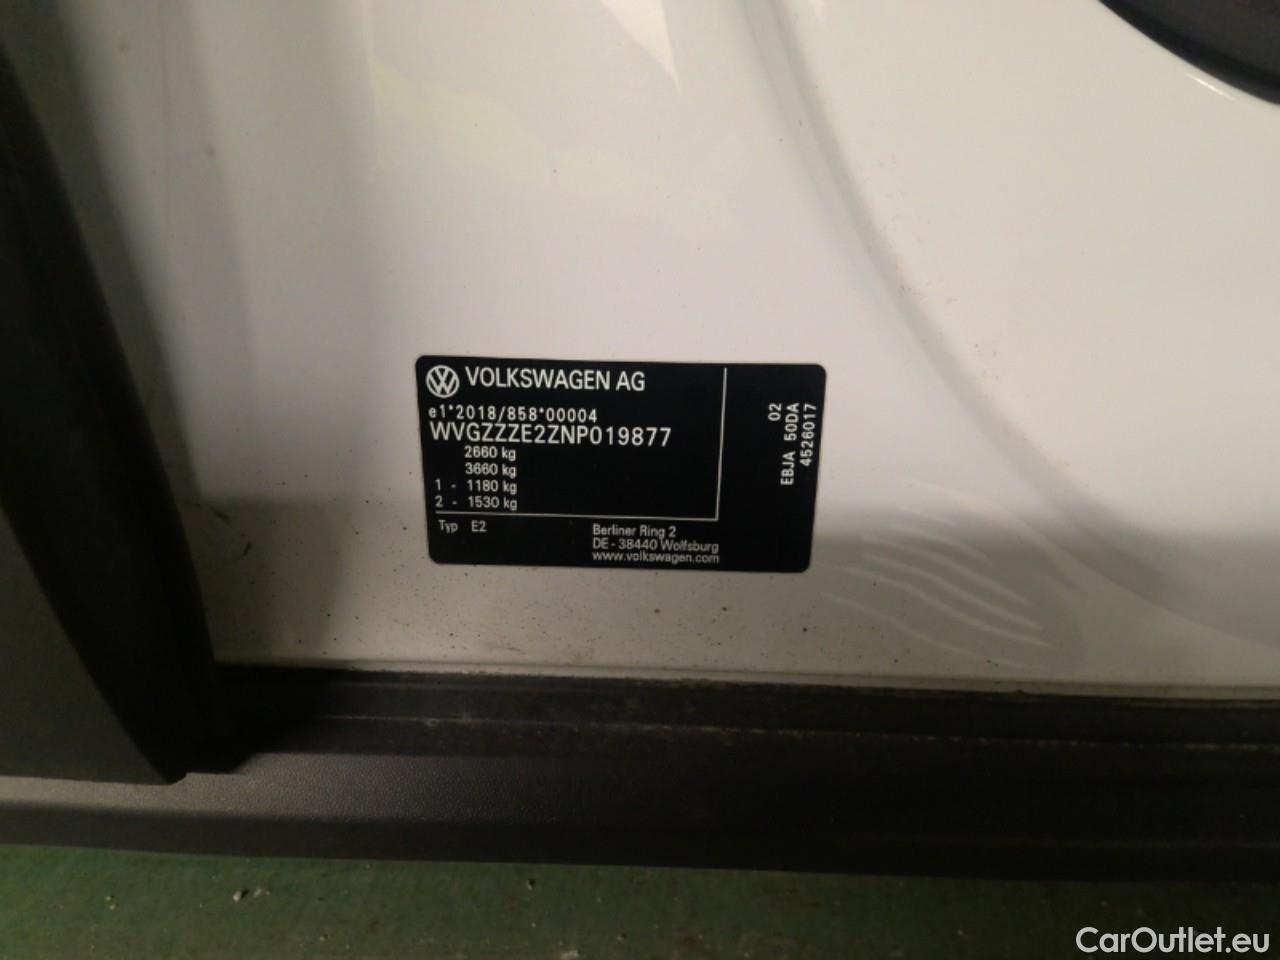 VOLKSWAGEN AG
e1*2018/858*00004
WVGZZZE2ZNP019877
2660 kg
3660 kg
1 - 1180 kg
2 - 1530 kg
Typ E2
Berliner Ring 2
DE - 38440 Wolfsburg
www.volkswagen.com
02
EBJA 50DA
4526017
CarOutlet.eu